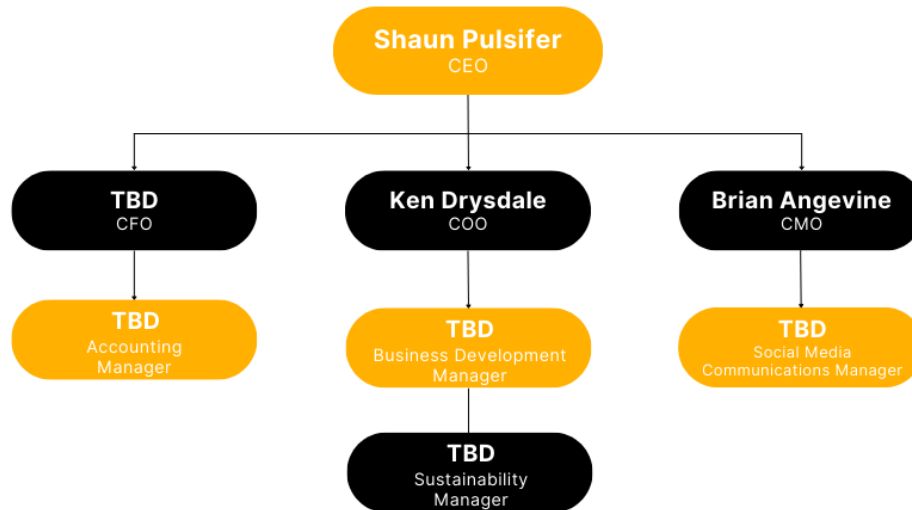 Shaun Pulsifer
CEO
TBD
CFO
Ken Drysdale
COO
Brian Angevine
CMO
TBD
Accounting
Manager
TBD
Business Development
Manager
TBD
Social Media
Communications Manager
TBD
Sustainability
Manager